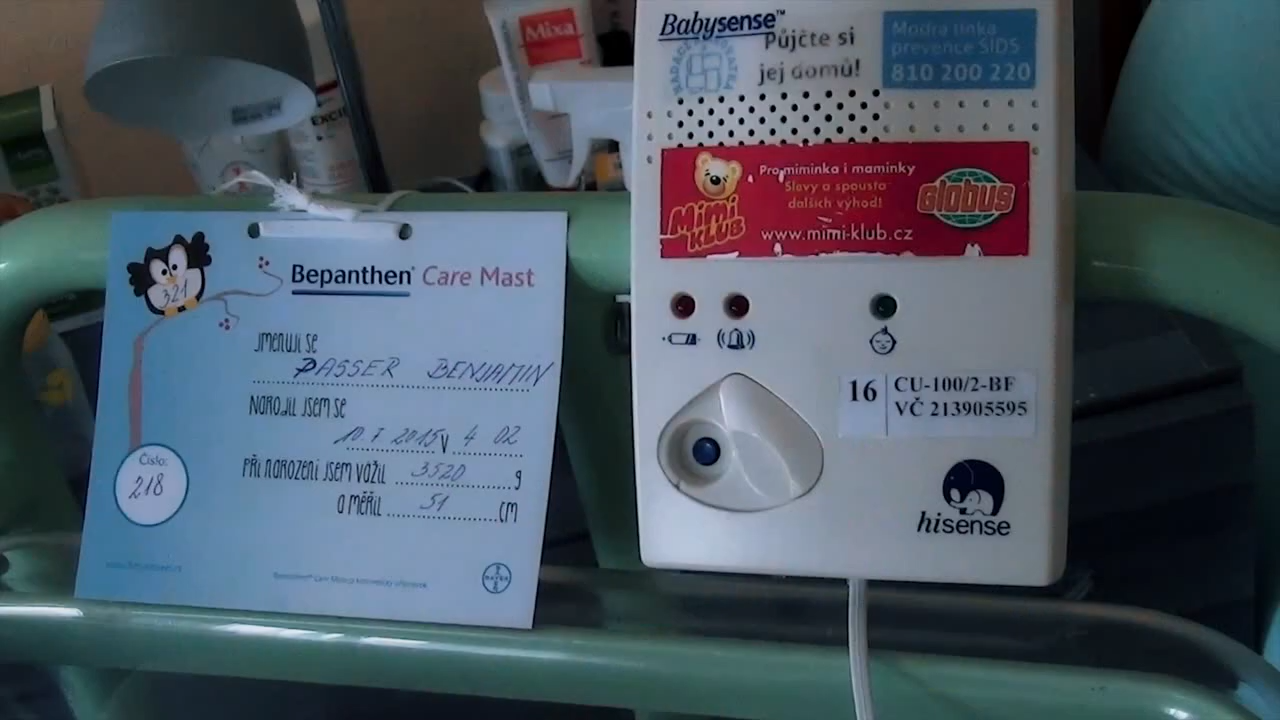 Mixa
EXCIP
321
Bepanthen® Care Mast
JMENUJI SE
PASSER BENJAMIN
NARODIL JSEM SE
10.7 2015 V 4 02
PŘI NAROZENÍ JSEM VÁŽIL 3520 g
A MĚŘIL 51 CM
Číslo:
218
BAYER
Babysense™
Půjčte si
jej domů!
Modrá linka
prevence SIDS
810 200 220
Pro miminka i maminky
Slevy a spousta
dalších výhod!
MiMi
KLUB
GLOBUS
www.mimi-klub.cz
16
CU-100/2-BF
VČ 213905595
hisense